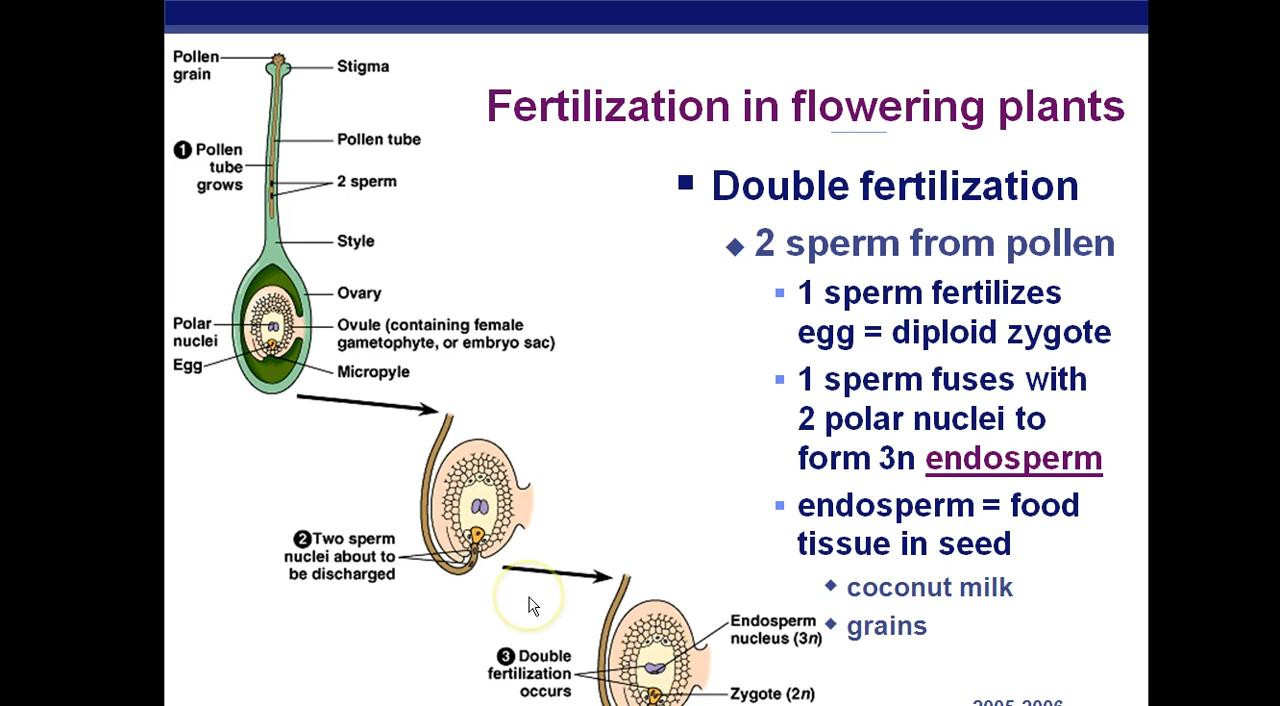 Fertilization in flowering plants
Pollen
grain
Stigma
Pollen tube
1 Pollen
tube
grows
2 sperm
Style
Ovary
Polar
nuclei
Ovule (containing female
gametophyte, or embryo sac)
Egg
Micropyle
2 Two sperm
nuclei about to
be discharged
3 Double
fertilization
occurs
Endosperm
nucleus (3n)
Zygote (2n)
■ Double fertilization
◆ 2 sperm from pollen
▪ 1 sperm fertilizes
egg = diploid zygote
▪ 1 sperm fuses with
2 polar nuclei to
form 3n endosperm
▪ endosperm = food
tissue in seed
◆ coconut milk
◆ grains
2005-2006